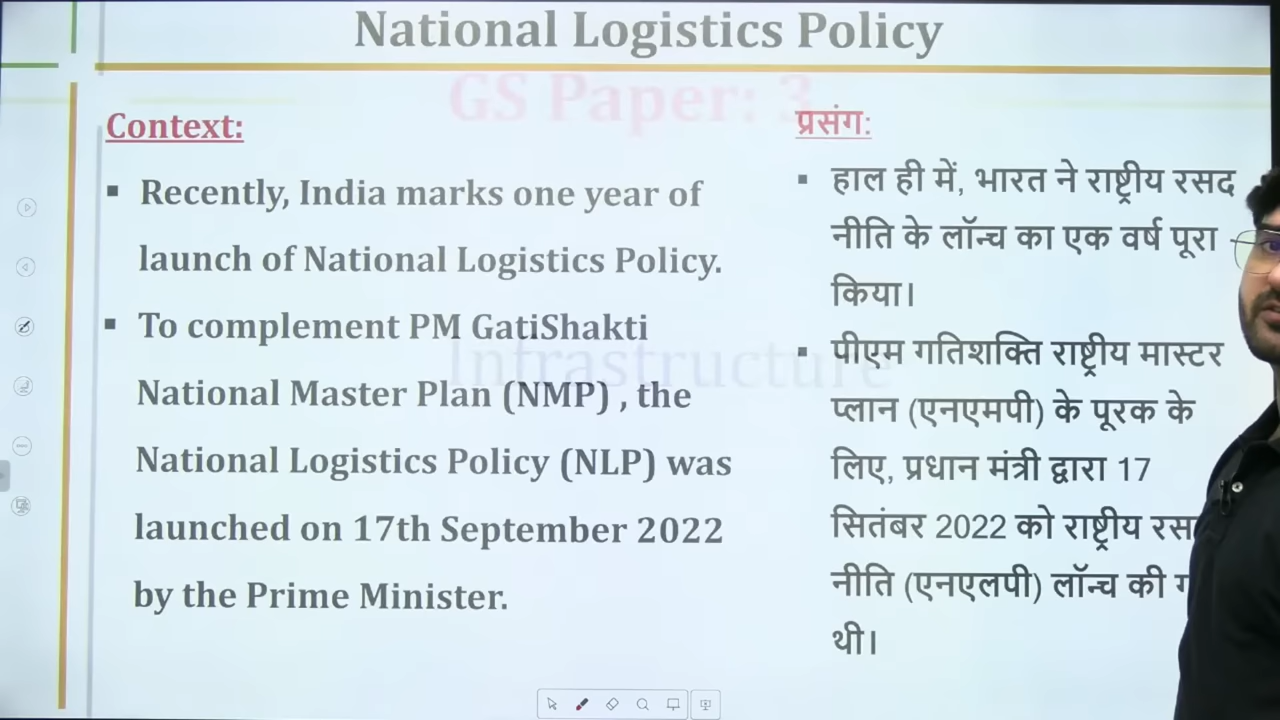 National Logistics Policy
GS Paper: 3
Context:
▪ Recently, India marks one year of
launch of National Logistics Policy.
▪ To complement PM GatiShakti
Infrastructure
National Master Plan (NMP) , the
National Logistics Policy (NLP) was
launched on 17th September 2022
by the Prime Minister.
प्रसंग:
▪ हाल ही में, भारत ने राष्ट्रीय रसद
नीति के लॉन्च का एक वर्ष पूरा
किया।
▪ पीएम गतिशक्ति राष्ट्रीय मास्टर
प्लान (एनएमपी) के पूरक के
लिए, प्रधान मंत्री द्वारा 17
सितंबर 2022 को राष्ट्रीय
नीति (एनएलपी) लॉन्च की
थी।